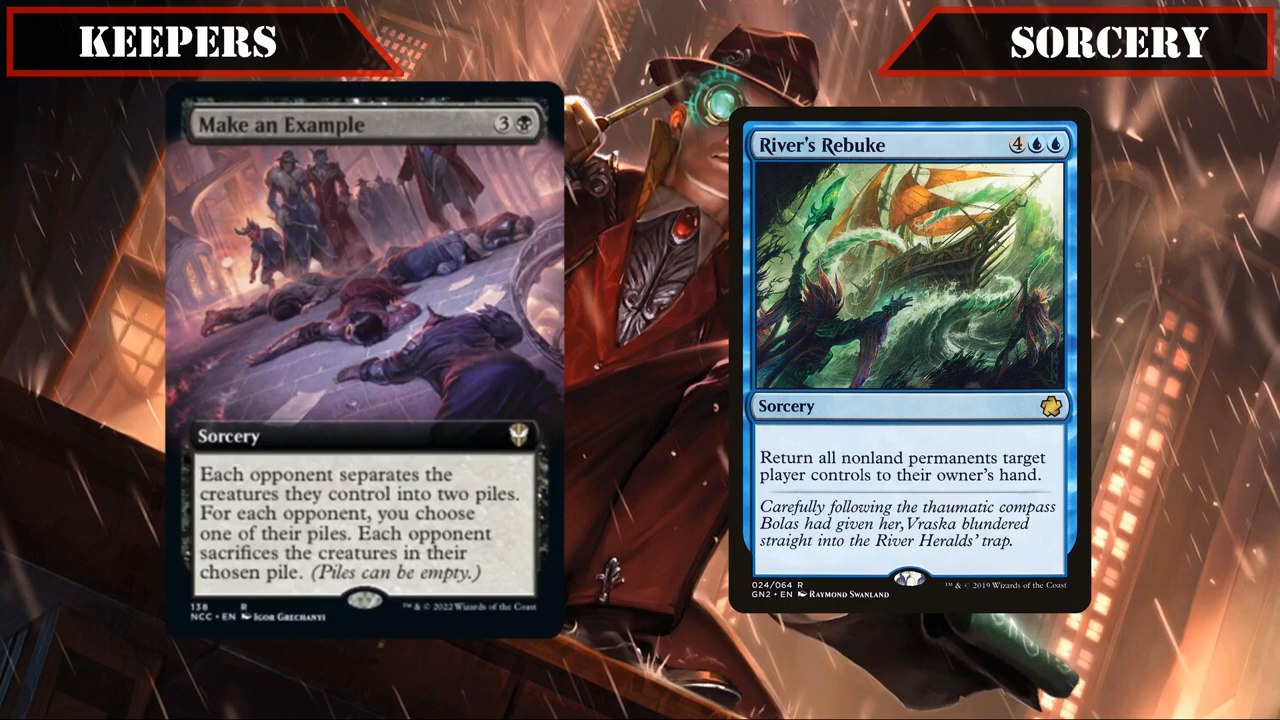 KEEPERS
SORCERY
Make an Example 3
Sorcery
Each opponent separates the
creatures they control into two piles.
For each opponent, you choose
one of their piles. Each opponent
sacrifices the creatures in their
chosen pile. (Piles can be empty.)
138 R
NCC • EN IGOR GRECHANYI
™ & © 2022 Wizards of the Coast
River's Rebuke 4
Sorcery
Return all nonland permanents target
player controls to their owner's hand.
Carefully following the thaumatic compass
Bolas had given her, Vraska blundered
straight into the River Heralds' trap.
024/064 R
GN2 • EN RAYMOND SWANLAND
™ & © 2019 Wizards of the Coast